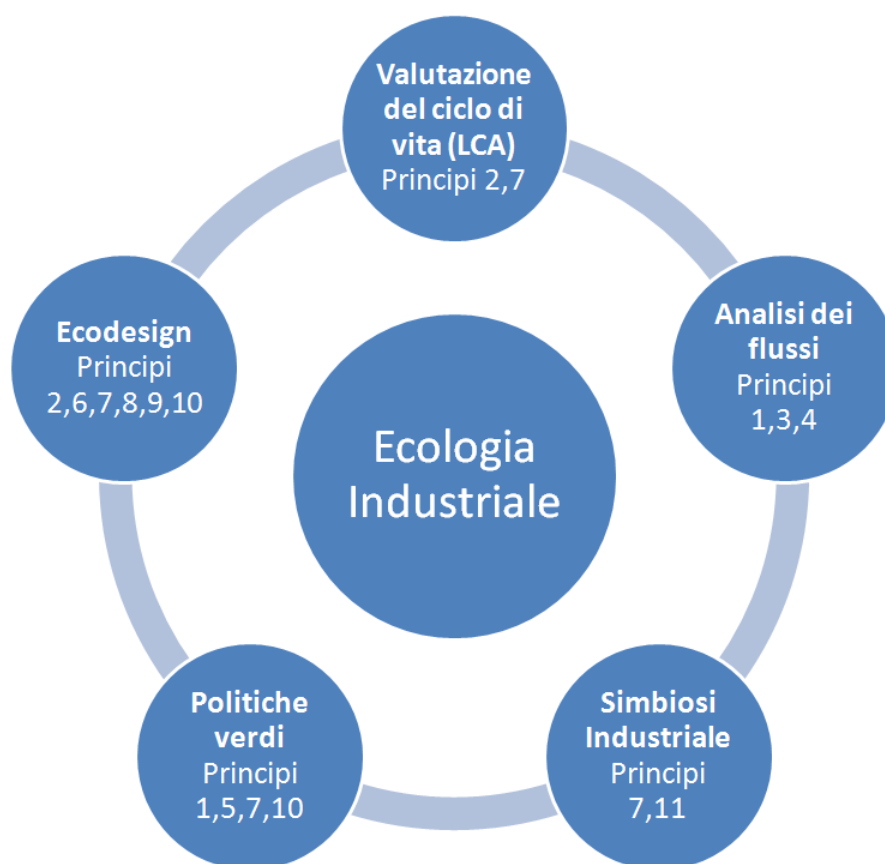 Valutazione
del ciclo di
vita (LCA)
Principi 2,7
Analisi dei
flussi
Principi
1,3,4
Simbiosi
Industriale
Principi
7,11
Politiche
verdi
Principi
1,5,7,10
Ecodesign
Principi
2,6,7,8,9,10
Ecologia
Industriale